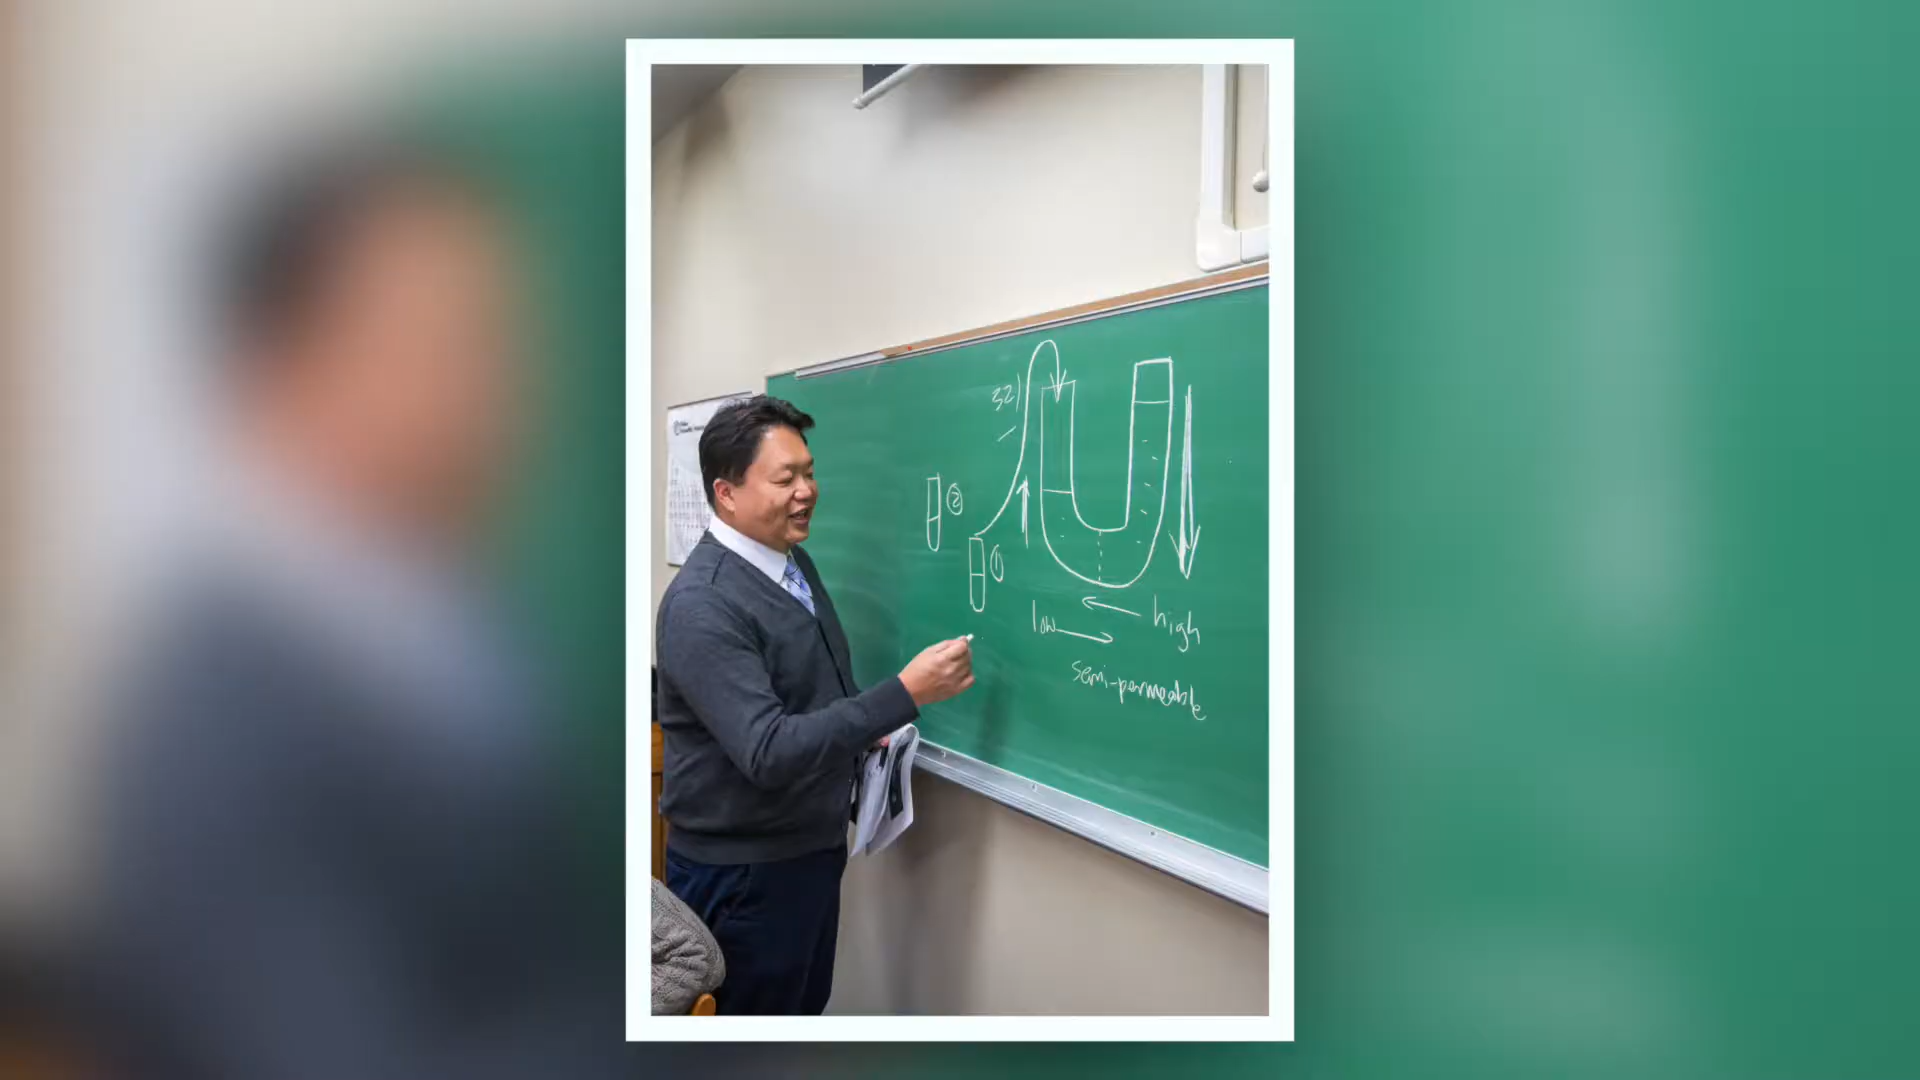 32)
②
①
low
high
semi-permeable